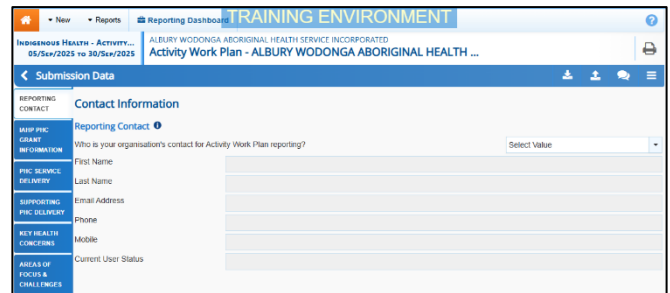 New Reports Reporting Dashboard TRAINING ENVIRONMENT
INDIGENOUS HEALTH - ACTIVITY...
05/SEP/2025 TO 30/SEP/2025
ALBURY WODONGA ABORIGINAL HEALTH SERVICE INCORPORATED
Activity Work Plan - ALBURY WODONGA ABORIGINAL HEALTH ...
Submission Data
REPORTING
CONTACT
IAHP PHC
GRANT
INFORMATION
PHC SERVICE
DELIVERY
SUPPORTING
PHC DELIVERY
KEY HEALTH
CONCERNS
AREAS OF
FOCUS &
CHALLENGES
Contact Information
Reporting Contact
Who is your organisation's contact for Activity Work Plan reporting? Select Value
First Name
Last Name
Email Address
Phone
Mobile
Current User Status